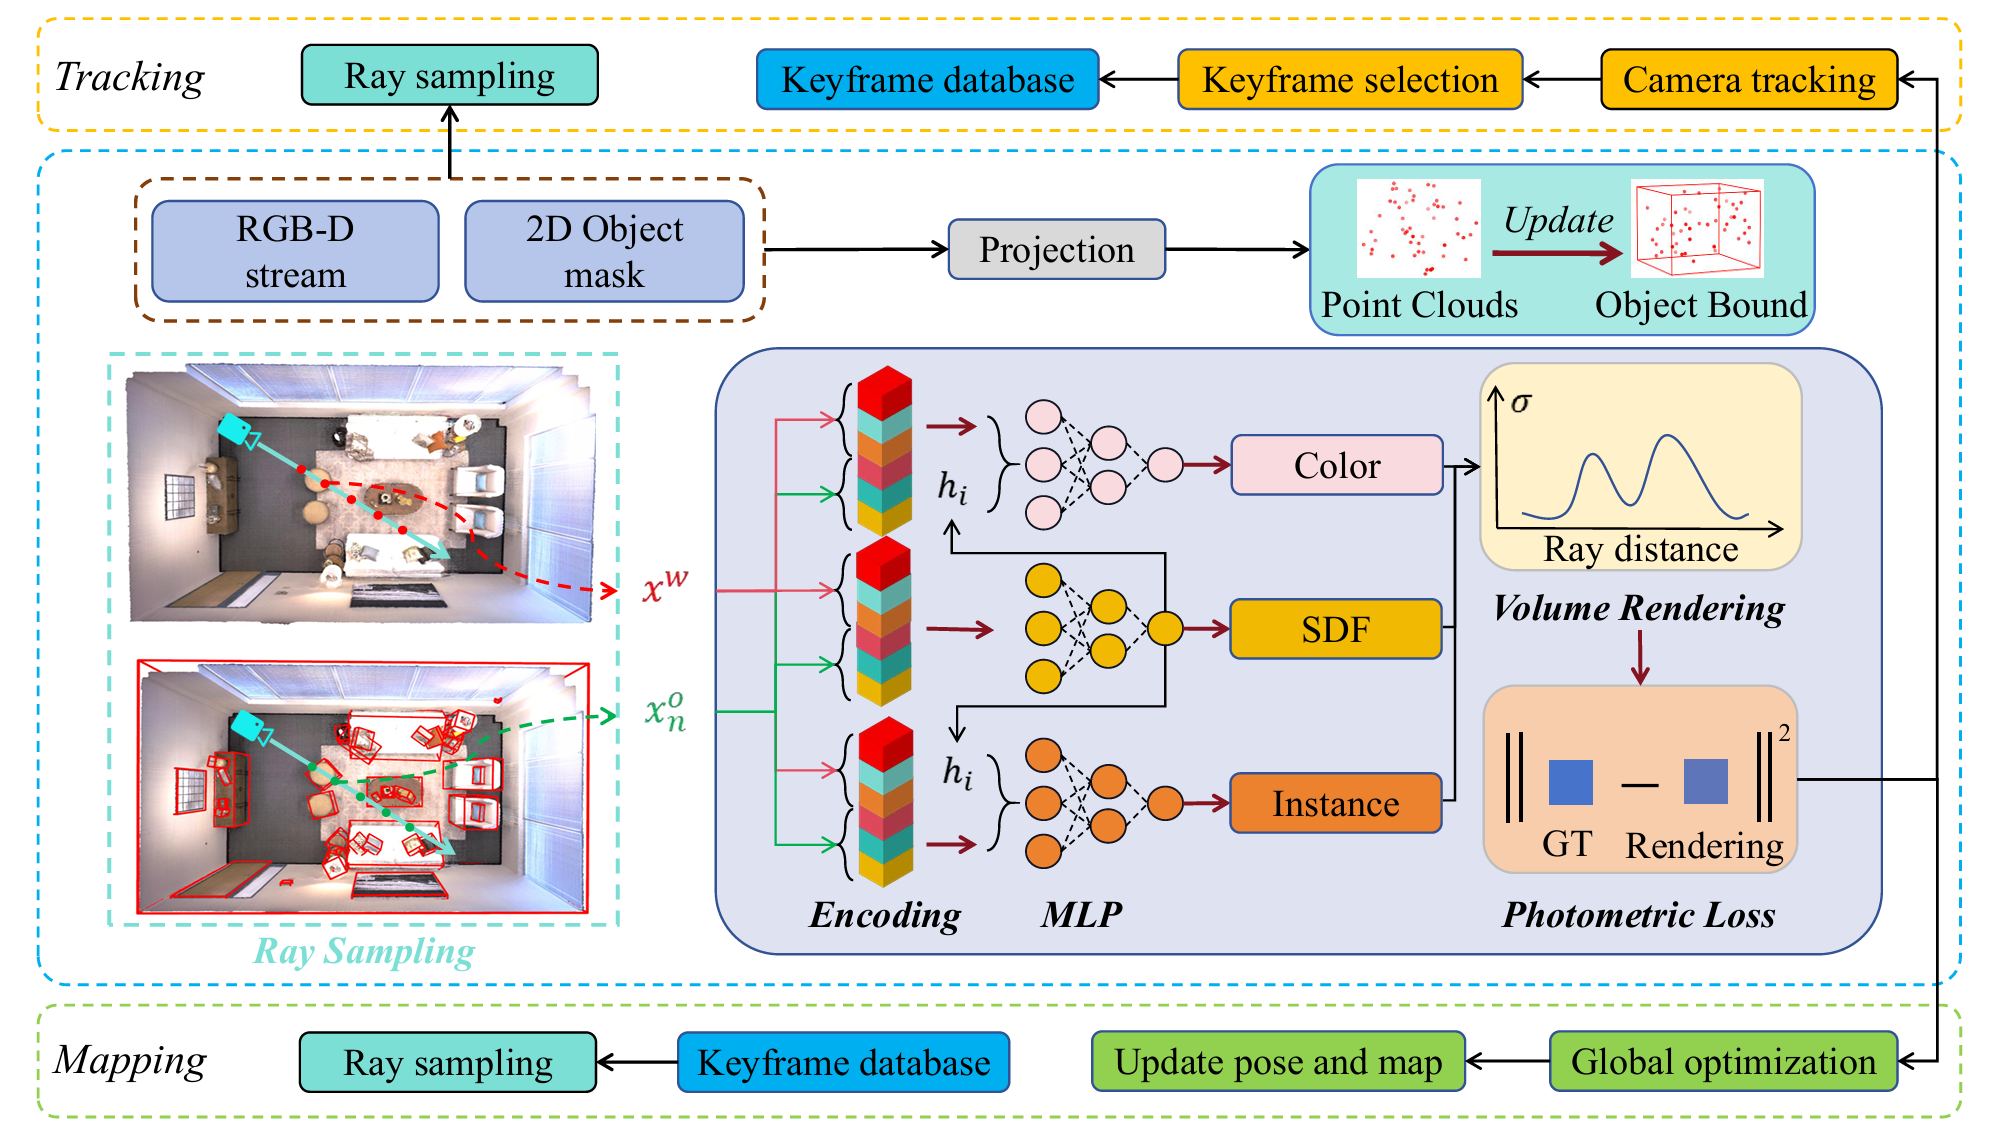 Tracking
Ray sampling
Keyframe database
Keyframe selection
Camera tracking
RGB-D
stream
2D Object
mask
Projection
Update
Point Clouds
Object Bound
x^w
x_n^o
Ray Sampling
h_i
h_i
Encoding
MLP
Color
SDF
Instance
σ
Ray distance
Volume Rendering
2
GT
Rendering
Photometric Loss
Mapping
Ray sampling
Keyframe database
Update pose and map
Global optimization